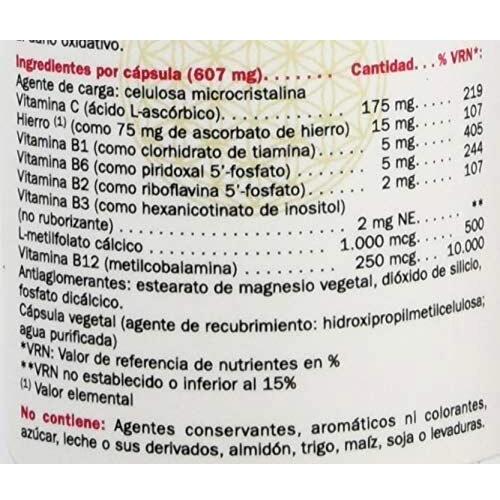 daño oxidativo.
Ingredientes por cápsula (607 mg)....... Cantidad...% VRN*:
Agente de carga: celulosa microcristalina
Vitamina C (ácido L-ascórbico)............... 175 mg..... 219
Hierro (1) (como 75 mg de ascorbato de hierro) 15 mg.... 107
Vitamina B1 (como clorhidrato de tiamina)...... 5 mg.... 405
Vitamina B6 (como piridoxal 5'-fosfato)......... 5 mg.... 244
Vitamina B2 (como riboflavina 5'-fosfato)....... 2 mg.... 107
Vitamina B3 (como hexanicotinato de inositol)
(no ruborizante)........................... 2 mg NE...... **
L-metilfolato cálcico...................... 1.000 mcg.... 500
Vitamina B12 (metilcobalamina).......... 250 mcg... 10.000
Antiaglomerantes: estearato de magnesio vegetal, dióxido de silicio,
fosfato dicálcico.
Cápsula vegetal (agente de recubrimiento: hidroxipropilmetilcelulosa;
agua purificada)
*VRN: Valor de referencia de nutrientes en %
**VRN no establecido o inferior al 15%
(1) Valor elemental
No contiene: Agentes conservantes, aromáticos ni colorantes,
azúcar, leche o sus derivados, almidón, trigo, maíz, soja o levaduras.